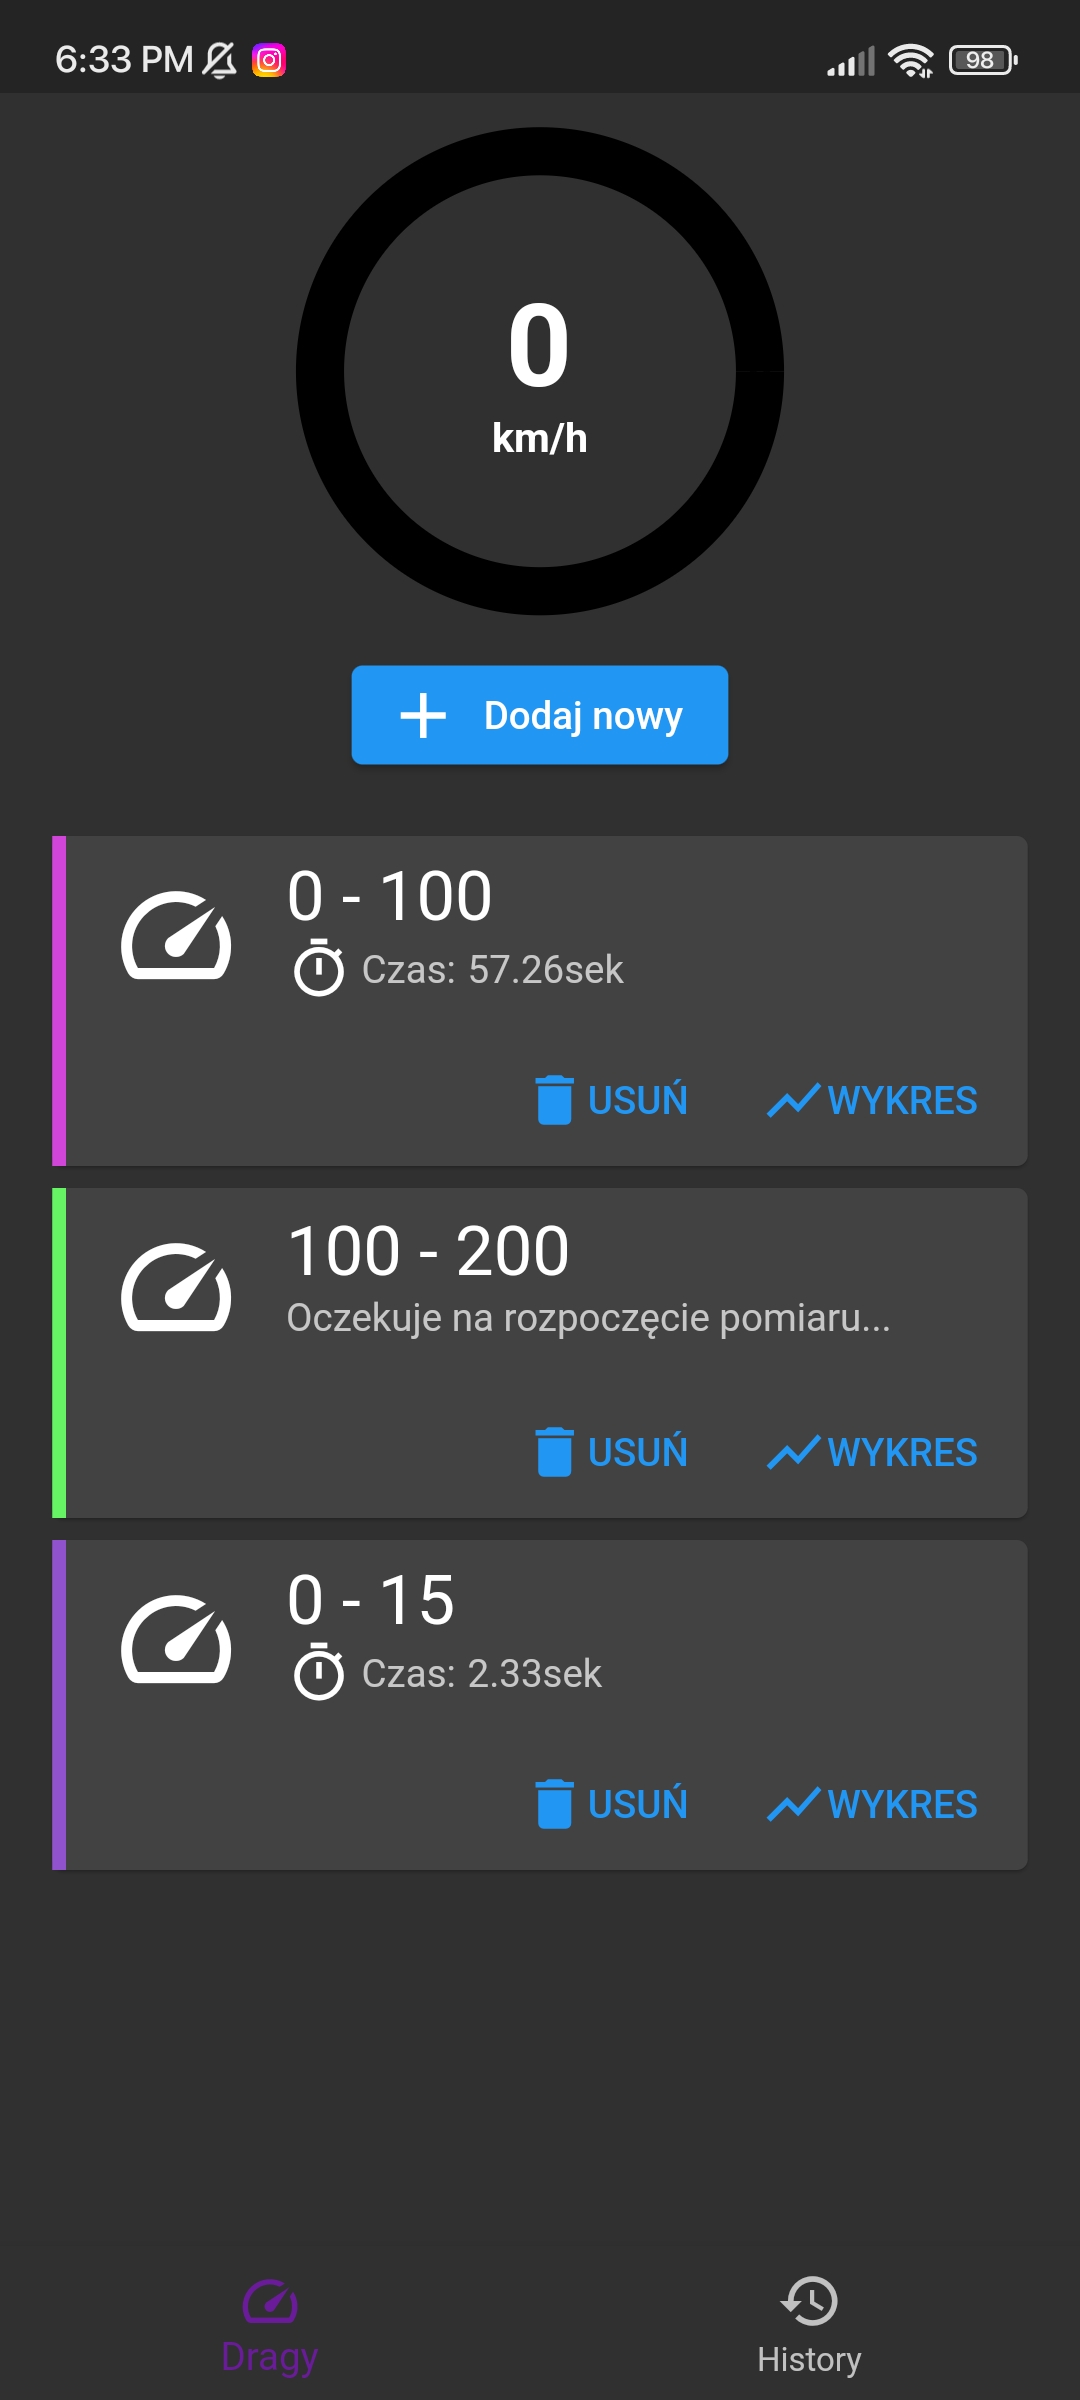 6:33 PM
98
0
km/h
Dodaj nowy
0 - 100
Czas: 57.26sek
USUŃ WYKRES
100 - 200
Oczekuje na rozpoczęcie pomiaru...
USUŃ WYKRES
0 - 15
Czas: 2.33sek
USUŃ WYKRES
Dragy History